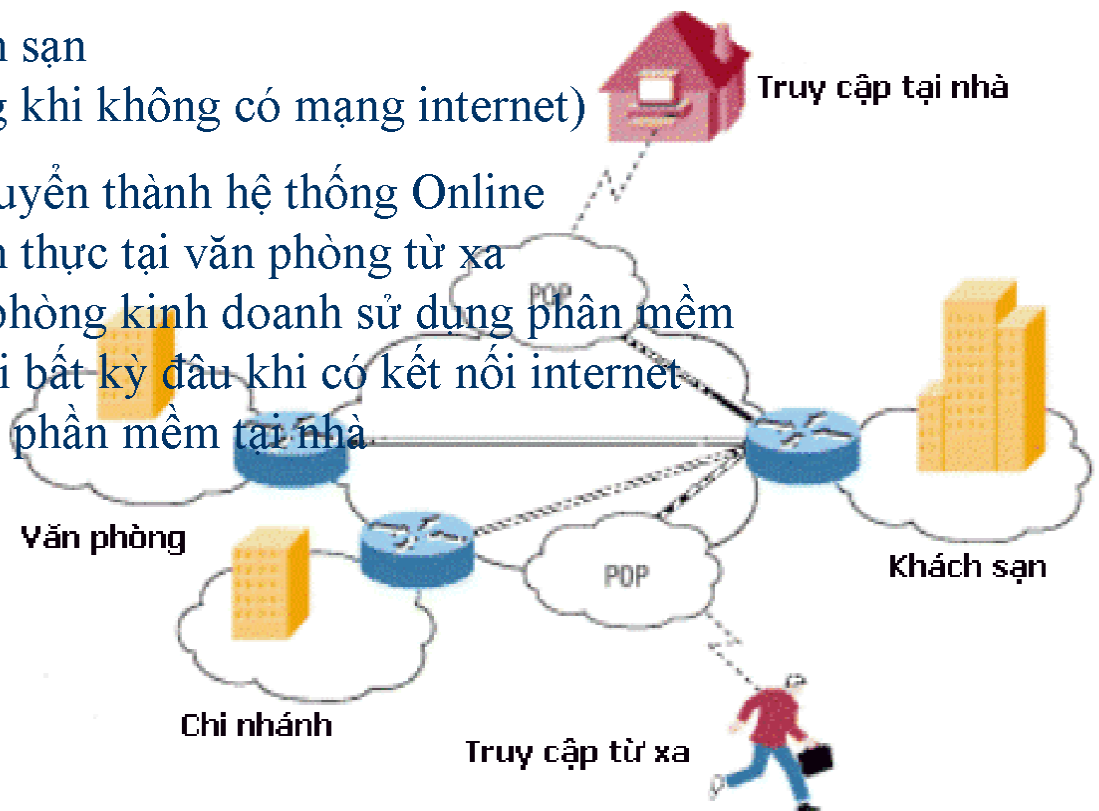 n sạn
g khi không có mạng internet)
Truy cập tại nhà
uyển thành hệ thống Online
n thực tại văn phòng từ xa
POP
phòng kinh doanh sử dụng phân mềm
i bất kỳ đâu khi có kết nối internet
phần mềm tại nhà
Văn phòng
Khách sạn
POP
Chi nhánh
Truy cập từ xa